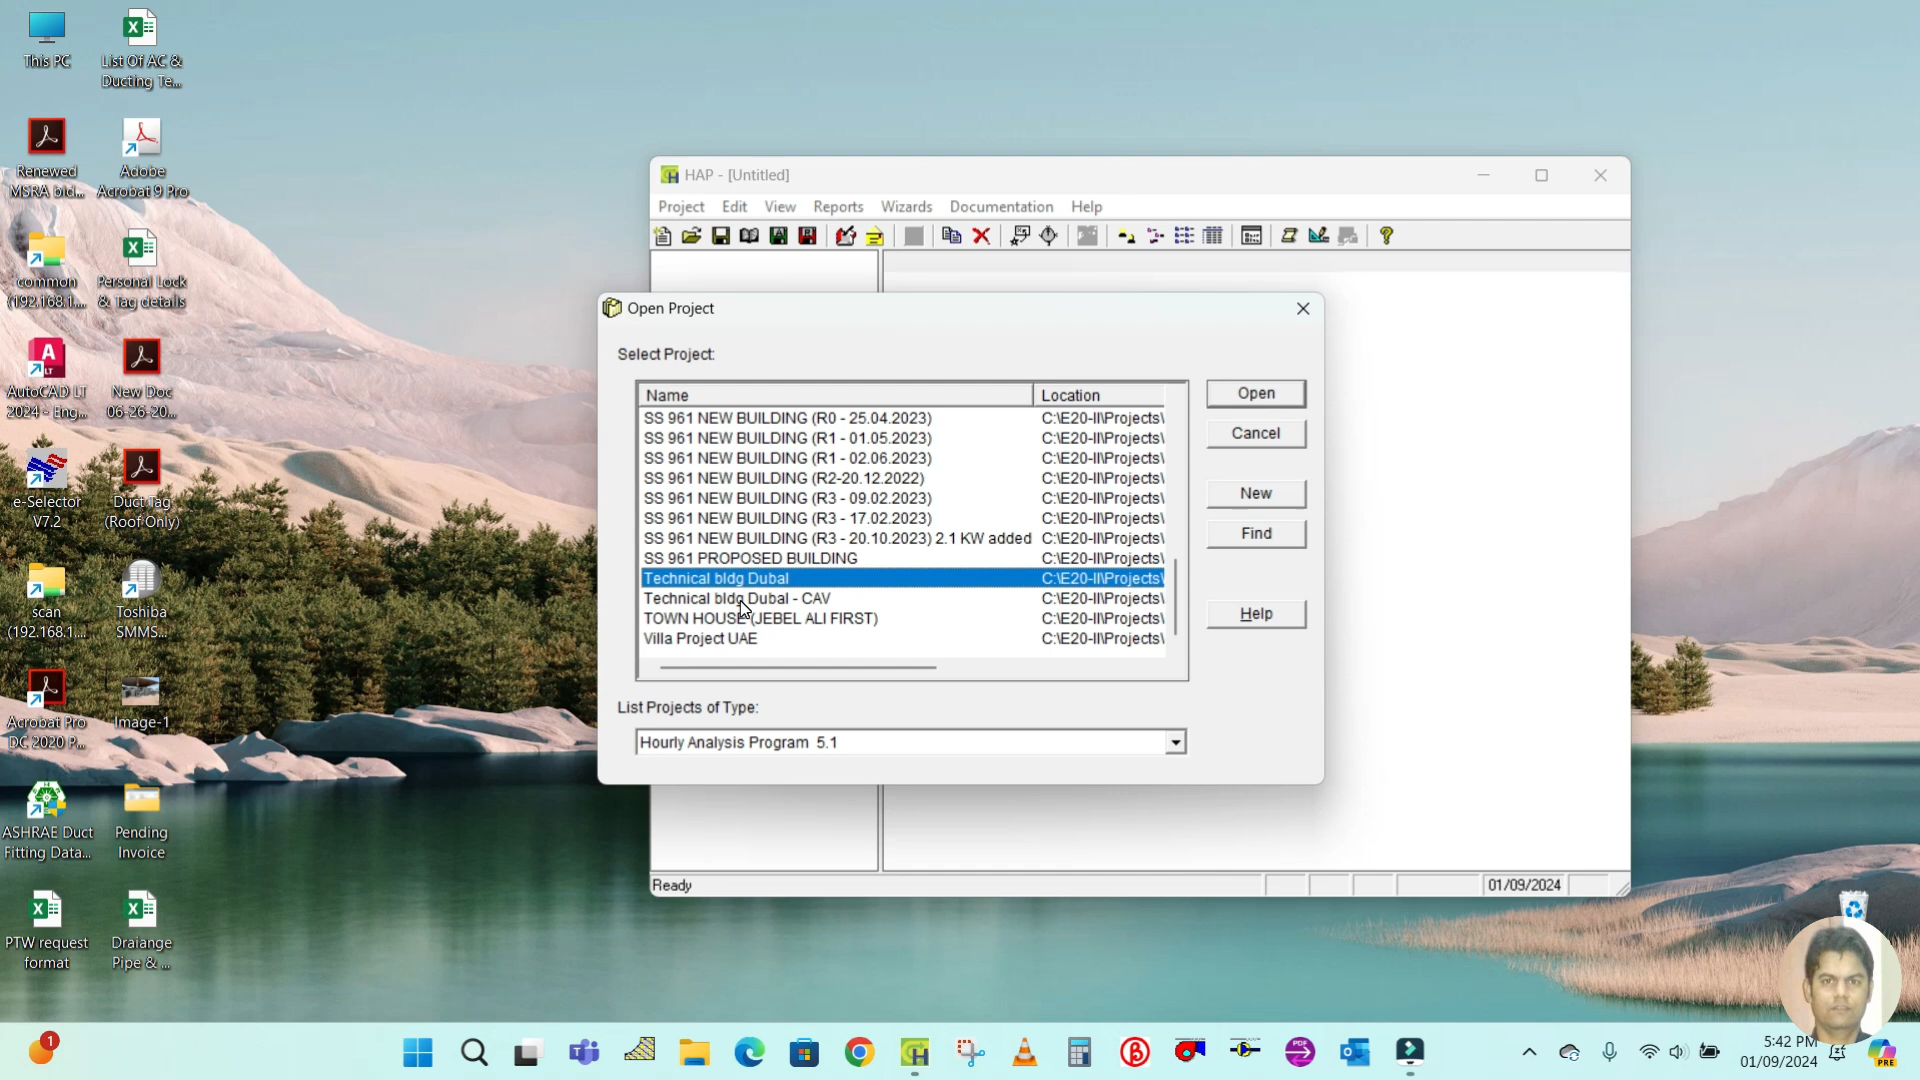 This PC
List Of AC &
Ducting Te...
Renewed
MSRA bld...
Adobe
Acrobat 9 Pro
common
(192.168.1....
Personal Lock
& Tag details
AutoCAD LT
2024 - Eng...
New Doc
06-26-20...
e-Selector
V7.2
Duct Tag
(Roof Only)
scan
(192.168.1....
Toshiba
SMMS...
Acrobat Pro
DC 2020 P...
Image-1
ASHRAE Duct
Fitting Data...
Pending
Invoice
PTW request
format
Draiange
Pipe & ...
HAP - [Untitled]
Project Edit View Reports Wizards Documentation Help
Open Project
Select Project:
Name Location
SS 961 NEW BUILDING (R0 - 25.04.2023) C:\E20-II\Projects\
SS 961 NEW BUILDING (R1 - 01.05.2023) C:\E20-II\Projects\
SS 961 NEW BUILDING (R1 - 02.06.2023) C:\E20-II\Projects\
SS 961 NEW BUILDING (R2-20.12.2022) C:\E20-II\Projects\
SS 961 NEW BUILDING (R3 - 09.02.2023) C:\E20-II\Projects\
SS 961 NEW BUILDING (R3 - 17.02.2023) C:\E20-II\Projects\
SS 961 NEW BUILDING (R3 - 20.10.2023) 2.1 KW added C:\E20-II\Projects\
SS 961 PROPOSED BUILDING C:\E20-II\Projects\
Technical bldg Dubal C:\E20-II\Projects\
Technical bldg Dubal - CAV C:\E20-II\Projects\
TOWN HOUSE (JEBEL ALI FIRST) C:\E20-II\Projects\
Villa Project UAE C:\E20-II\Projects\
Open
Cancel
New
Find
Help
List Projects of Type:
Hourly Analysis Program 5.1
Ready
01/09/2024
1
PDF
5:42 PM
01/09/2024
PRE